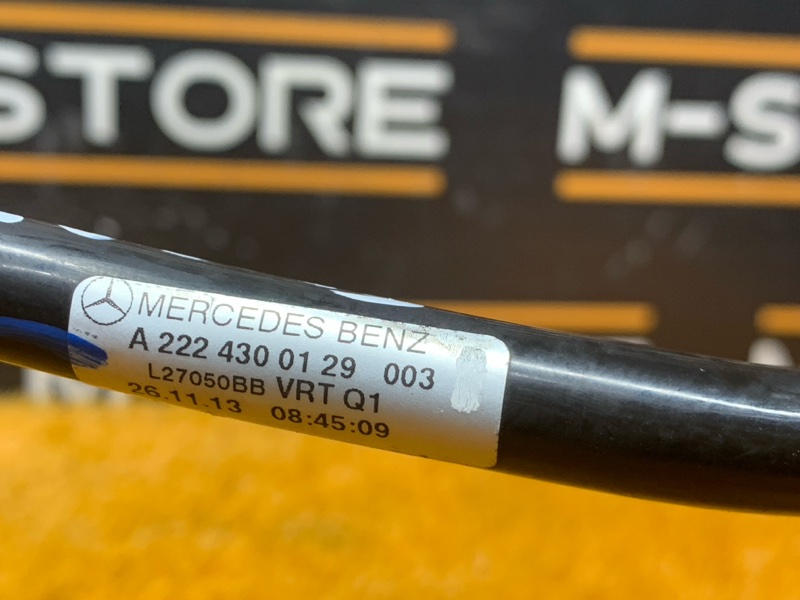 STORE
M-S
MERCEDES BENZ
A 222 430 01 29 003
L27050BB VRT Q1
26.11.13 08:45:09